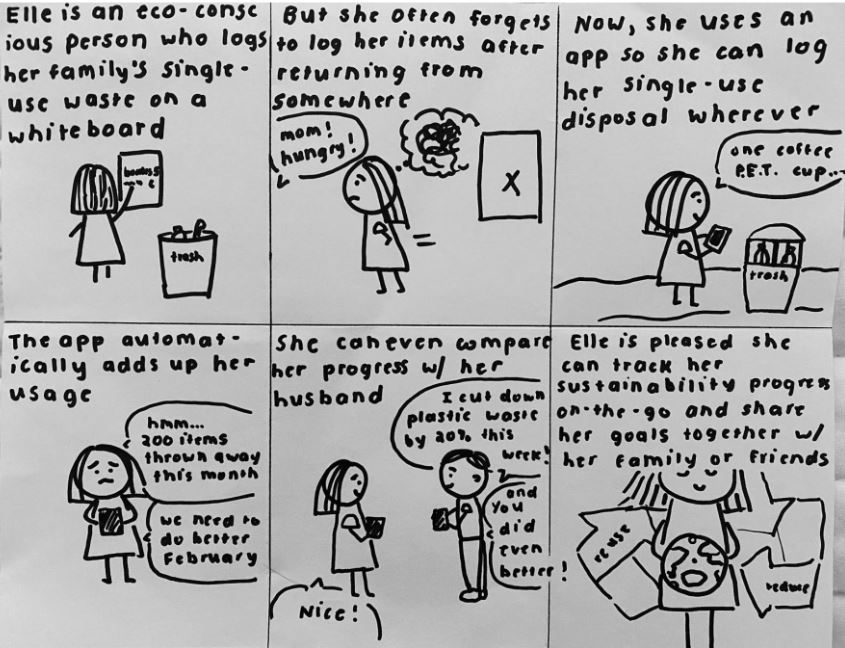 Elle is an eco-consc
ious person who logs
her family's single-
use waste on a
whiteboard
trash
But she often forgets
to log her items after
returning from
somewhere
mom!
hungry!
X
Now, she uses an
app so she can log
her single-use
disposal wherever
one coffee
P.E.T. cup...
trash
The app automat-
ically adds up her
usage
hmm...
200 items
thrown away
this month
we need to
do better
February
She can even compare
her progress w/ her
husband
I cut down
plastic waste
by 20% this
week!
and
you
did
even
better!
Nice!
Elle is pleased she
can track her
sustainability progress
on-the-go and share
her goals together w/
her family or friends
reuse
reduce